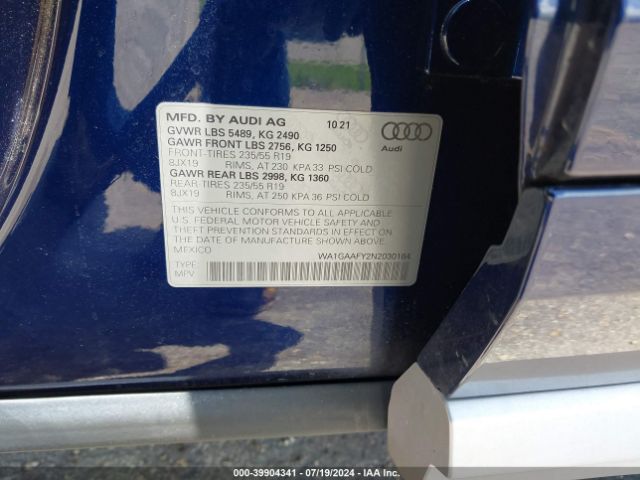 MFD. BY AUDI AG 10 21
GVWR LBS 5489, KG 2490
GAWR FRONT LBS 2756, KG 1250
FRONT-TIRES 235/55 R19
8JX19 RIMS, AT 230 KPA 33 PSI COLD
GAWR REAR LBS 2998, KG 1360
REAR-TIRES 235/55 R19
8JX19 RIMS, AT 250 KPA 36 PSI COLD
Audi
THIS VEHICLE CONFORMS TO ALL APPLICABLE
U.S. FEDERAL MOTOR VEHICLE SAFETY AND
THEFT PREVENTION STANDARDS IN EFFECT ON
THE DATE OF MANUFACTURE SHOWN ABOVE.
MEXICO
WA1GAAFY2N2030164
TYPE:
MPV
000-39904341 - 07/19/2024 - IAA Inc.